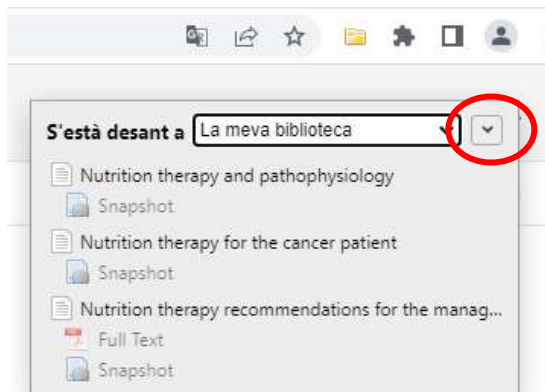 S'està desant a La meva biblioteca
Nutrition therapy and pathophysiology
Snapshot
Nutrition therapy for the cancer patient
Snapshot
Nutrition therapy recommendations for the manag...
Full Text
Snapshot